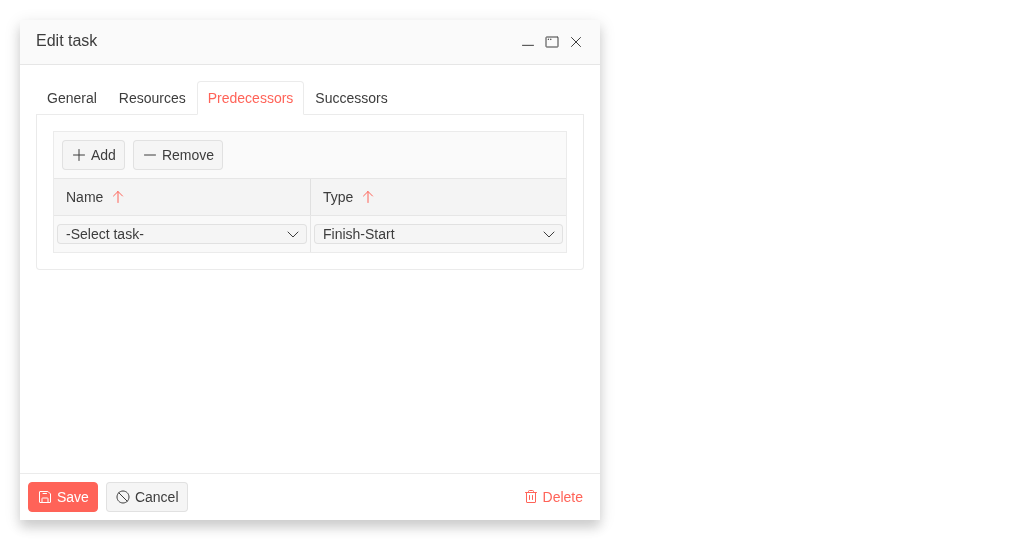 Edit task
General Resources Predecessors Successors
Add Remove
Name Type
-Select task- Finish-Start
Save Cancel Delete